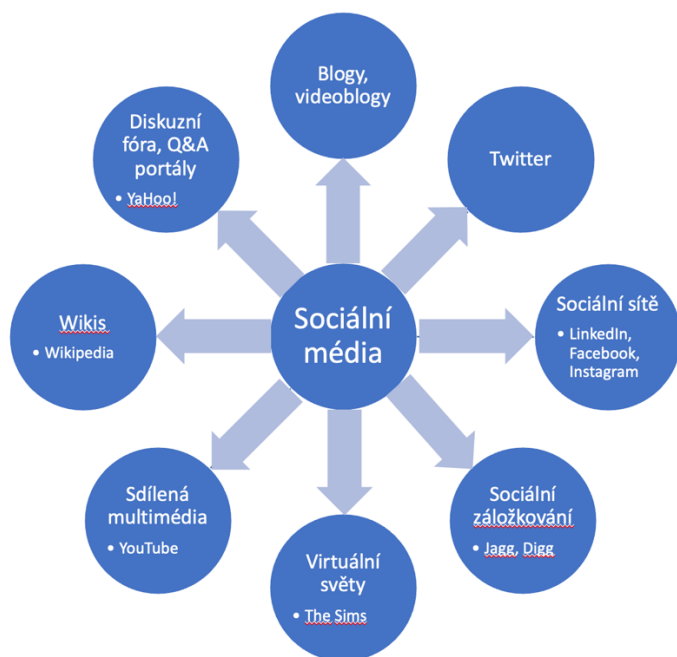 Blogy,
videoblogy
Diskuzní
fóra, Q&A
portály
• YaHoo!
Twitter
Wikis
• Wikipedia
Sociální
média
Sociální sítě
• LinkedIn,
Facebook,
Instagram
Sdílená
multimédia
• YouTube
Virtuální
světy
• The Sims
Sociální
záložkování
• Jagg, Digg